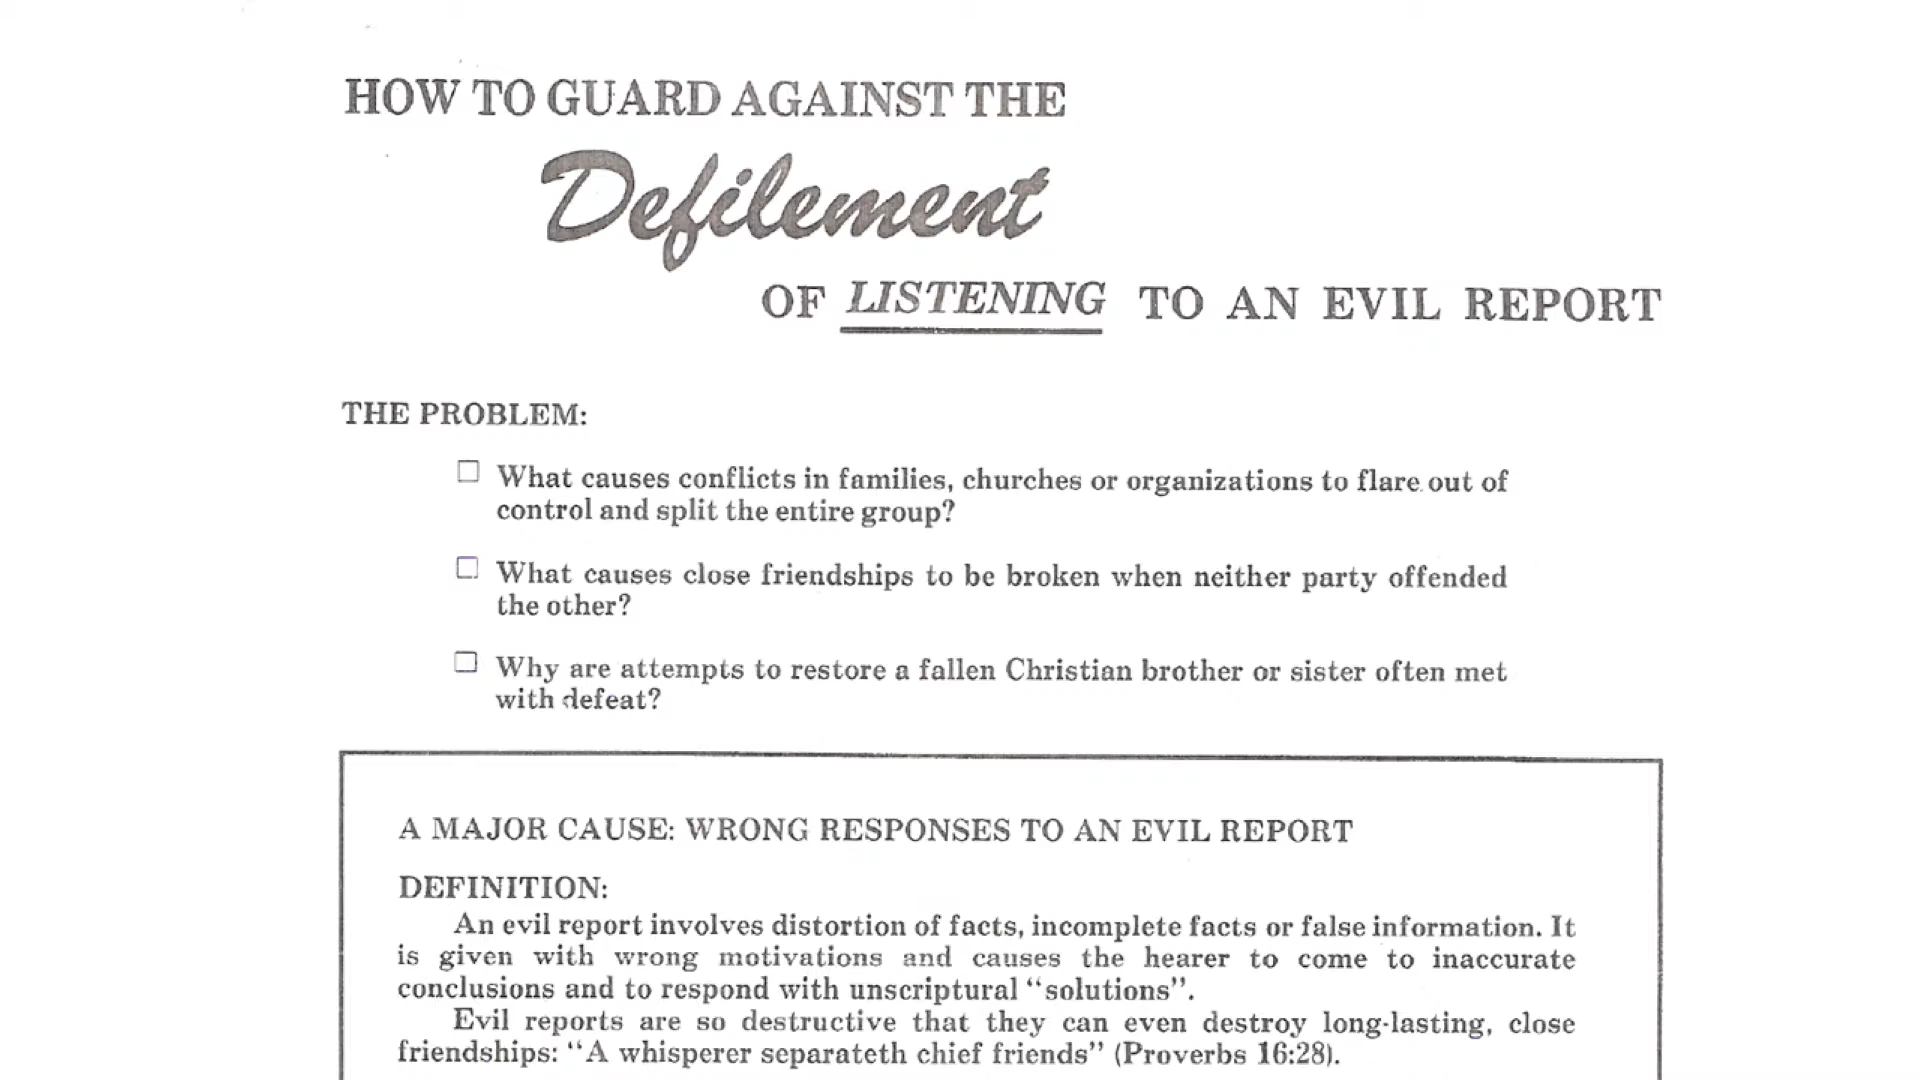 HOW TO GUARD AGAINST THE
Defilement
OF LISTENING TO AN EVIL REPORT
THE PROBLEM:
☐ What causes conflicts in families, churches or organizations to flare out of
control and split the entire group?
☐ What causes close friendships to be broken when neither party offended
the other?
☐ Why are attempts to restore a fallen Christian brother or sister often met
with defeat?
A MAJOR CAUSE: WRONG RESPONSES TO AN EVIL REPORT
DEFINITION:
An evil report involves distortion of facts, incomplete facts or false information. It
is given with wrong motivations and causes the hearer to come to inaccurate
conclusions and to respond with unscriptural “solutions”.
Evil reports are so destructive that they can even destroy long-lasting, close
friendships: “A whisperer separateth chief friends” (Proverbs 16:28).